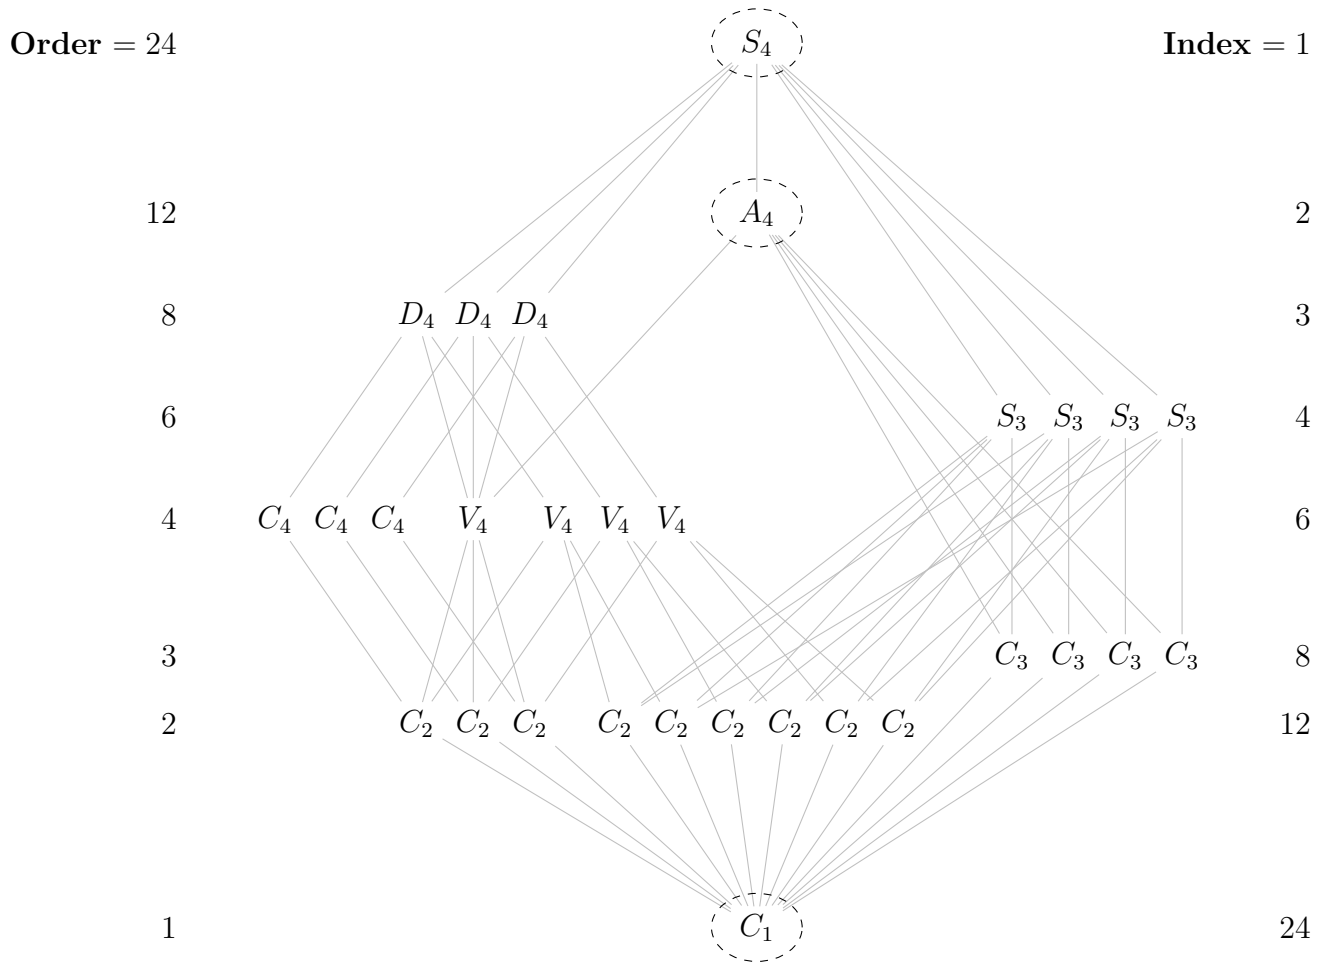 Order = 24 S₄ Index = 1
12 A₄ 2
8 D₄ D₄ D₄ 3
6 S₃ S₃ S₃ S₃ 4
4 C₄ C₄ C₄ V₄ V₄ V₄ V₄ 6
3 C₃ C₃ C₃ C₃ 8
2 C₂ C₂ C₂ C₂ C₂ C₂ C₂ C₂ C₂ 12
1 C₁ 24